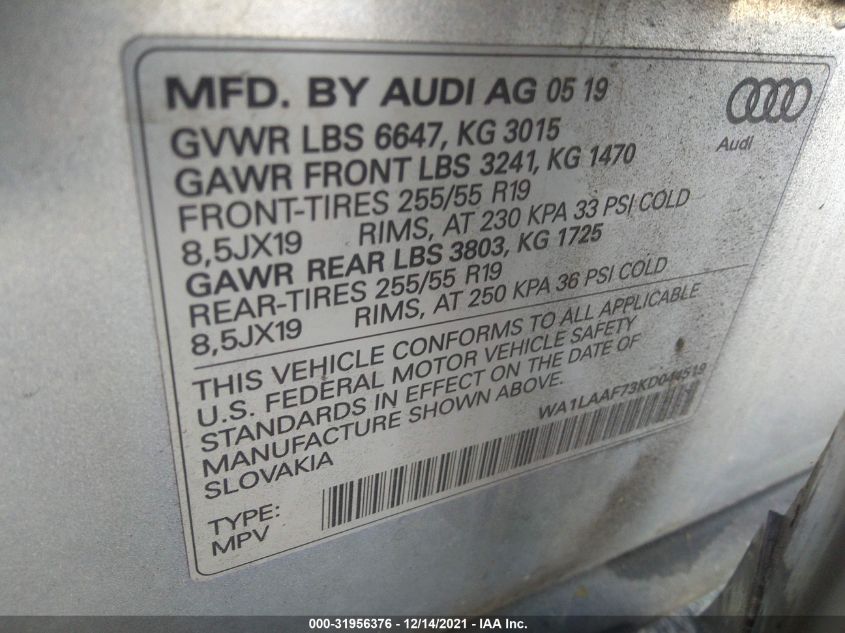 MFD. BY AUDI AG 05 19
Audi
GVWR LBS 6647, KG 3015
GAWR FRONT LBS 3241, KG 1470
FRONT-TIRES 255/55 R19
8,5JX19 RIMS, AT 230 KPA 33 PSI COLD
GAWR REAR LBS 3803, KG 1725
REAR-TIRES 255/55 R19
8,5JX19 RIMS, AT 250 KPA 36 PSI COLD
THIS VEHICLE CONFORMS TO ALL APPLICABLE
U.S. FEDERAL MOTOR VEHICLE SAFETY
STANDARDS IN EFFECT ON THE DATE OF
MANUFACTURE SHOWN ABOVE.
SLOVAKIA
WA1LAAF73KD044519
TYPE:
MPV
000-31956376 - 12/14/2021 - IAA Inc.